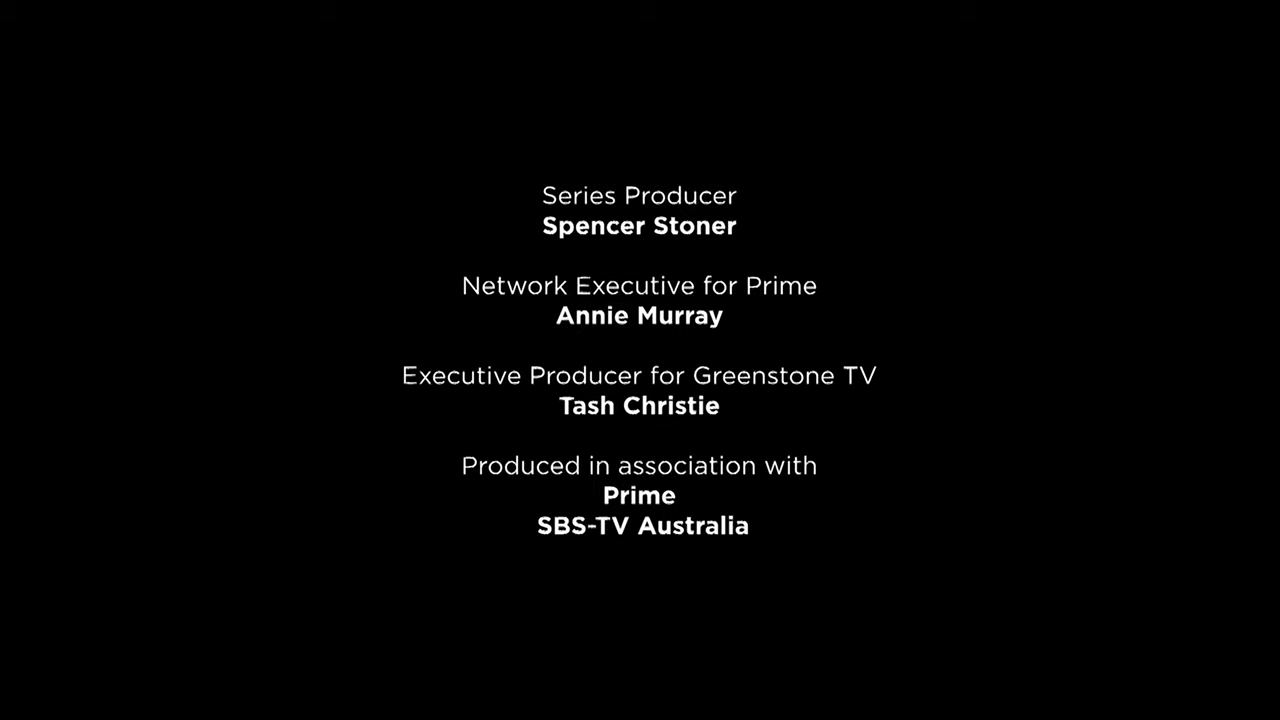 Series Producer
Spencer Stoner
Network Executive for Prime
Annie Murray
Executive Producer for Greenstone TV
Tash Christie
Produced in association with
Prime
SBS-TV Australia